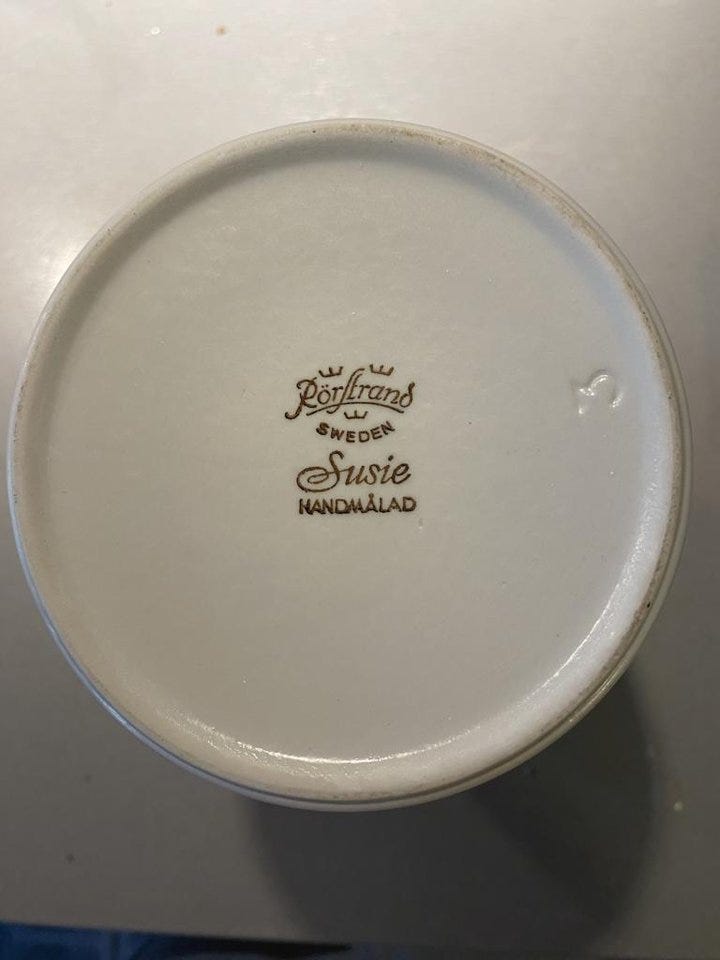 Rörstrand
SWEDEN
Susie
HANDMÅLAD